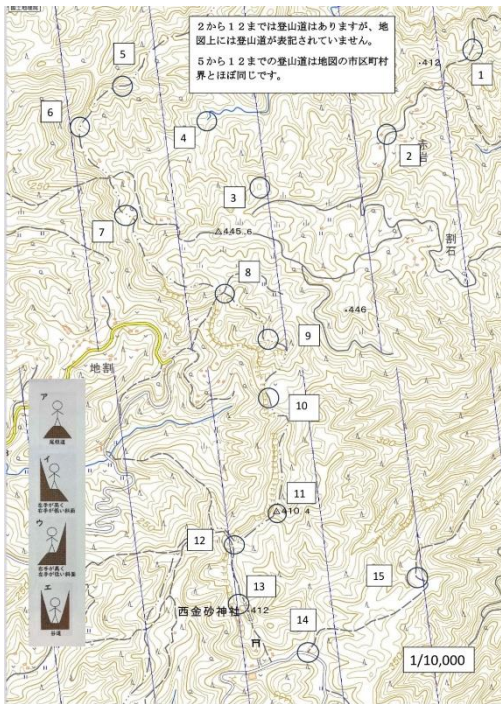 国土地理院
２から１２までは登山道はありますが、地
図上には登山道が表記されていません。
５から１２までの登山道は地図の市区町村
界とほぼ同じです。
5
・412
1
6
4
2
赤岩
3
250
7
△445.6
割石
8
・446
9
地割
10
ア
尾根道
イ
左手が高く
右手が低い斜面
ウ
右手が高く
左手が低い斜面
エ
谷道
11
△410.4
12
13
15
西金砂神社
・412
14
1/10,000